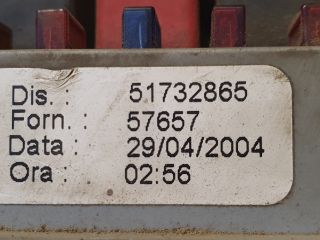 Dis. : 51732865
Forn. : 57657
Data : 29/04/2004
Ora : 02:56